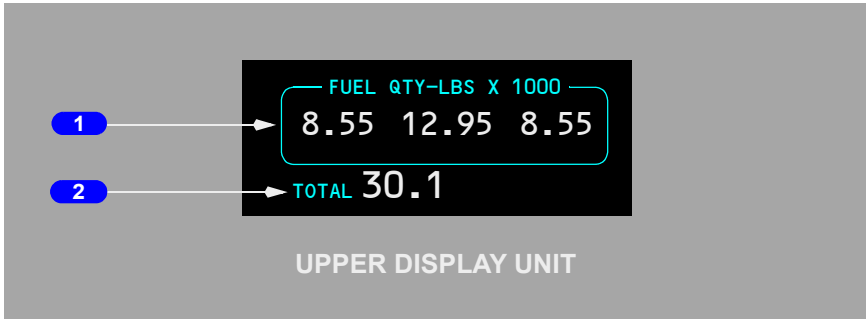 FUEL QTY-LBS X 1000
1
8.55 12.95 8.55
2
TOTAL 30.1
UPPER DISPLAY UNIT